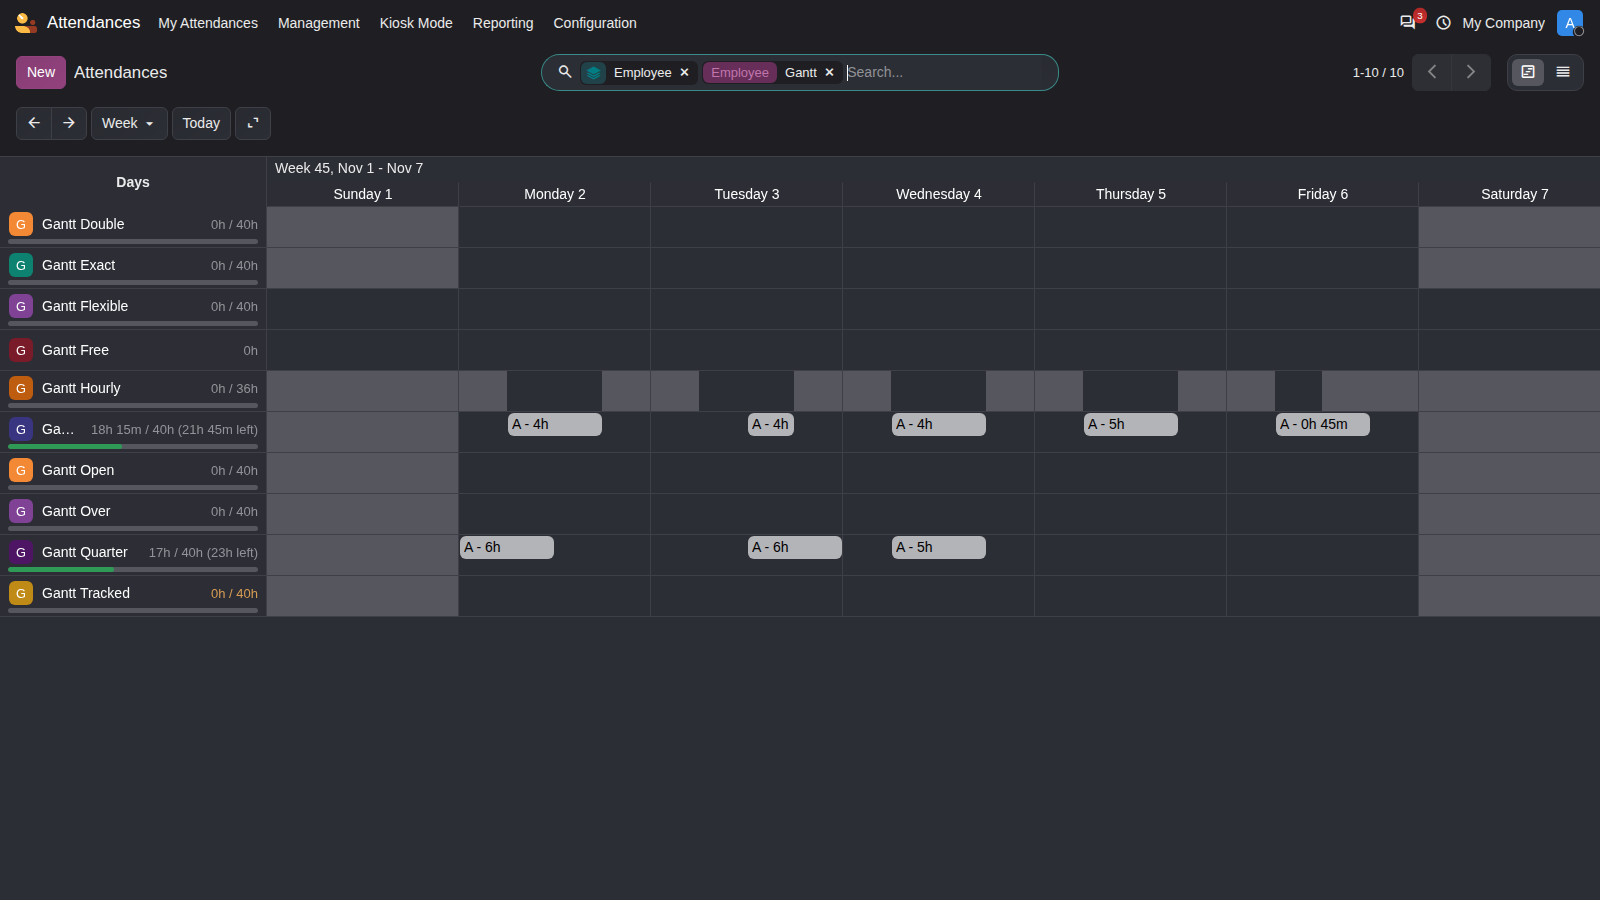 Attendances My Attendances Management Kiosk Mode Reporting Configuration 3 My Company A
New Attendances Employee × Employee Gantt × Search... 1-10 / 10
Week Today
Days Week 45, Nov 1 - Nov 7
Sunday 1 Monday 2 Tuesday 3 Wednesday 4 Thursday 5 Friday 6 Saturday 7
G Gantt Double 0h / 40h
G Gantt Exact 0h / 40h
G Gantt Flexible 0h / 40h
G Gantt Free 0h
G Gantt Hourly 0h / 36h
G Ga... 18h 15m / 40h (21h 45m left) A - 4h A - 4h A - 4h A - 5h A - 0h 45m
G Gantt Open 0h / 40h
G Gantt Over 0h / 40h
G Gantt Quarter 17h / 40h (23h left) A - 6h A - 6h A - 5h
G Gantt Tracked 0h / 40h